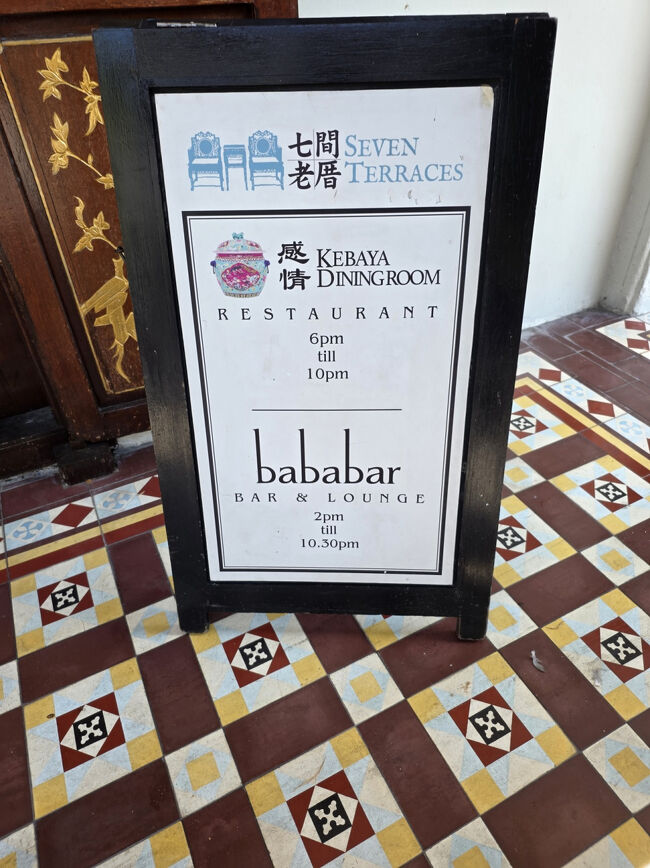 七間 SEVEN
老厝 TERRACES
感 KEBAYA
情 DININGROOM
RESTAURANT
6pm
till
10pm
bababar
BAR & LOUNGE
2pm
till
10.30pm